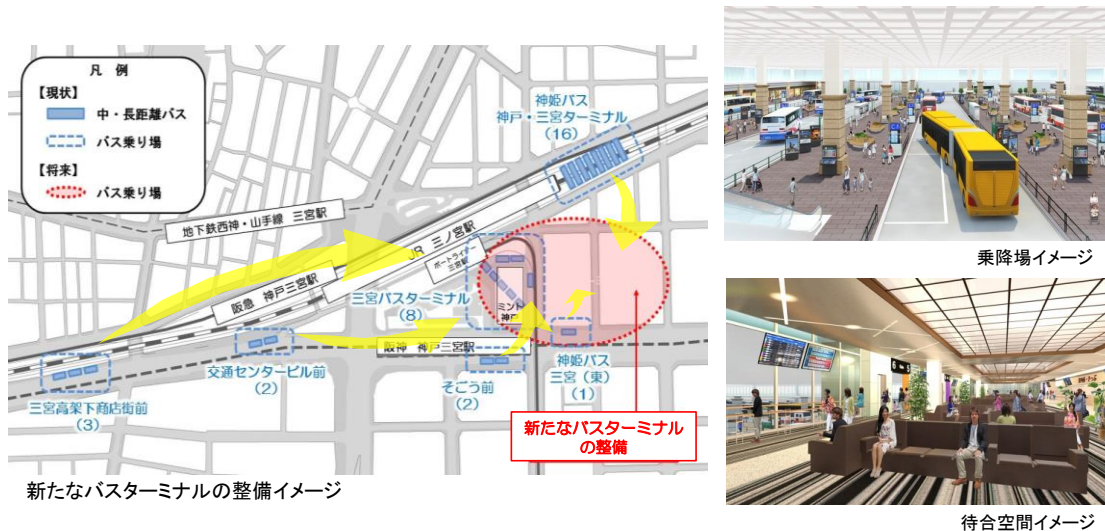 凡 例
【現状】
中・長距離バス
バス乗り場
【将来】
バス乗り場
神姫バス
神戸・三宮ターミナル
(16)
地下鉄西神・山手線 三宮駅
JR 三ノ宮駅
ポートライナー
三宮駅
阪急 神戸三宮駅
三宮バスターミナル
(8)
ミント
神戸
阪神 神戸三宮駅
交通センタービル前
(2)
そごう前
(2)
神姫バス
三宮(東)
(1)
三宮高架下商店街前
(3)
新たなバスターミナル
の整備
新たなバスターミナルの整備イメージ
乗降場イメージ
6
5
待合空間イメージ